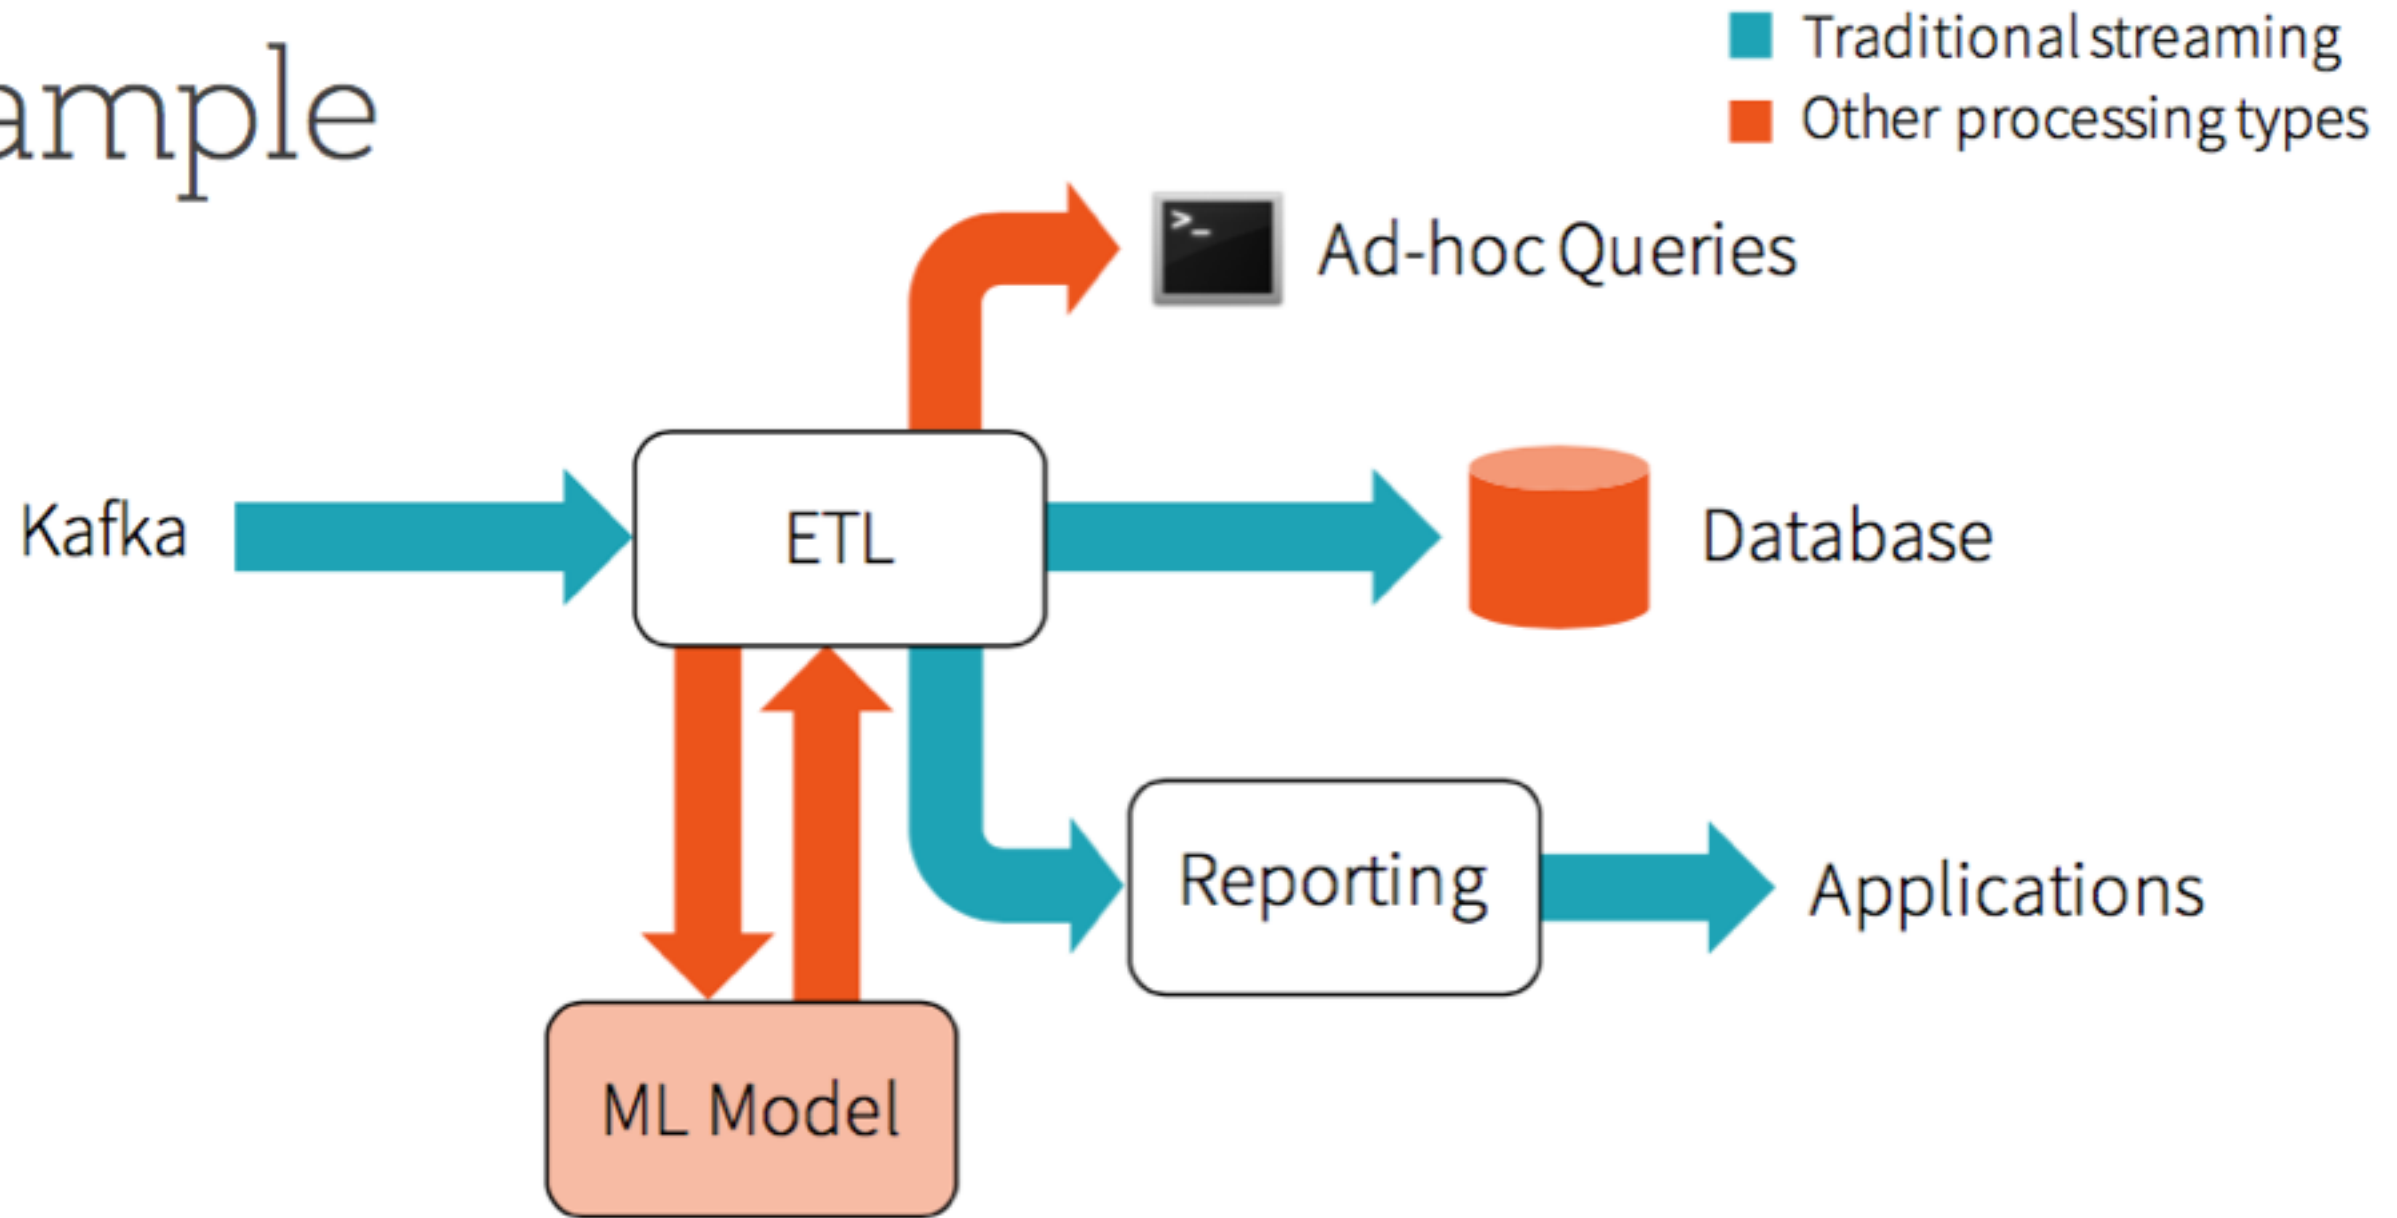 ample
Traditional streaming
Other processing types
>_
Ad-hoc Queries
Kafka
ETL
Database
Reporting
Applications
ML Model